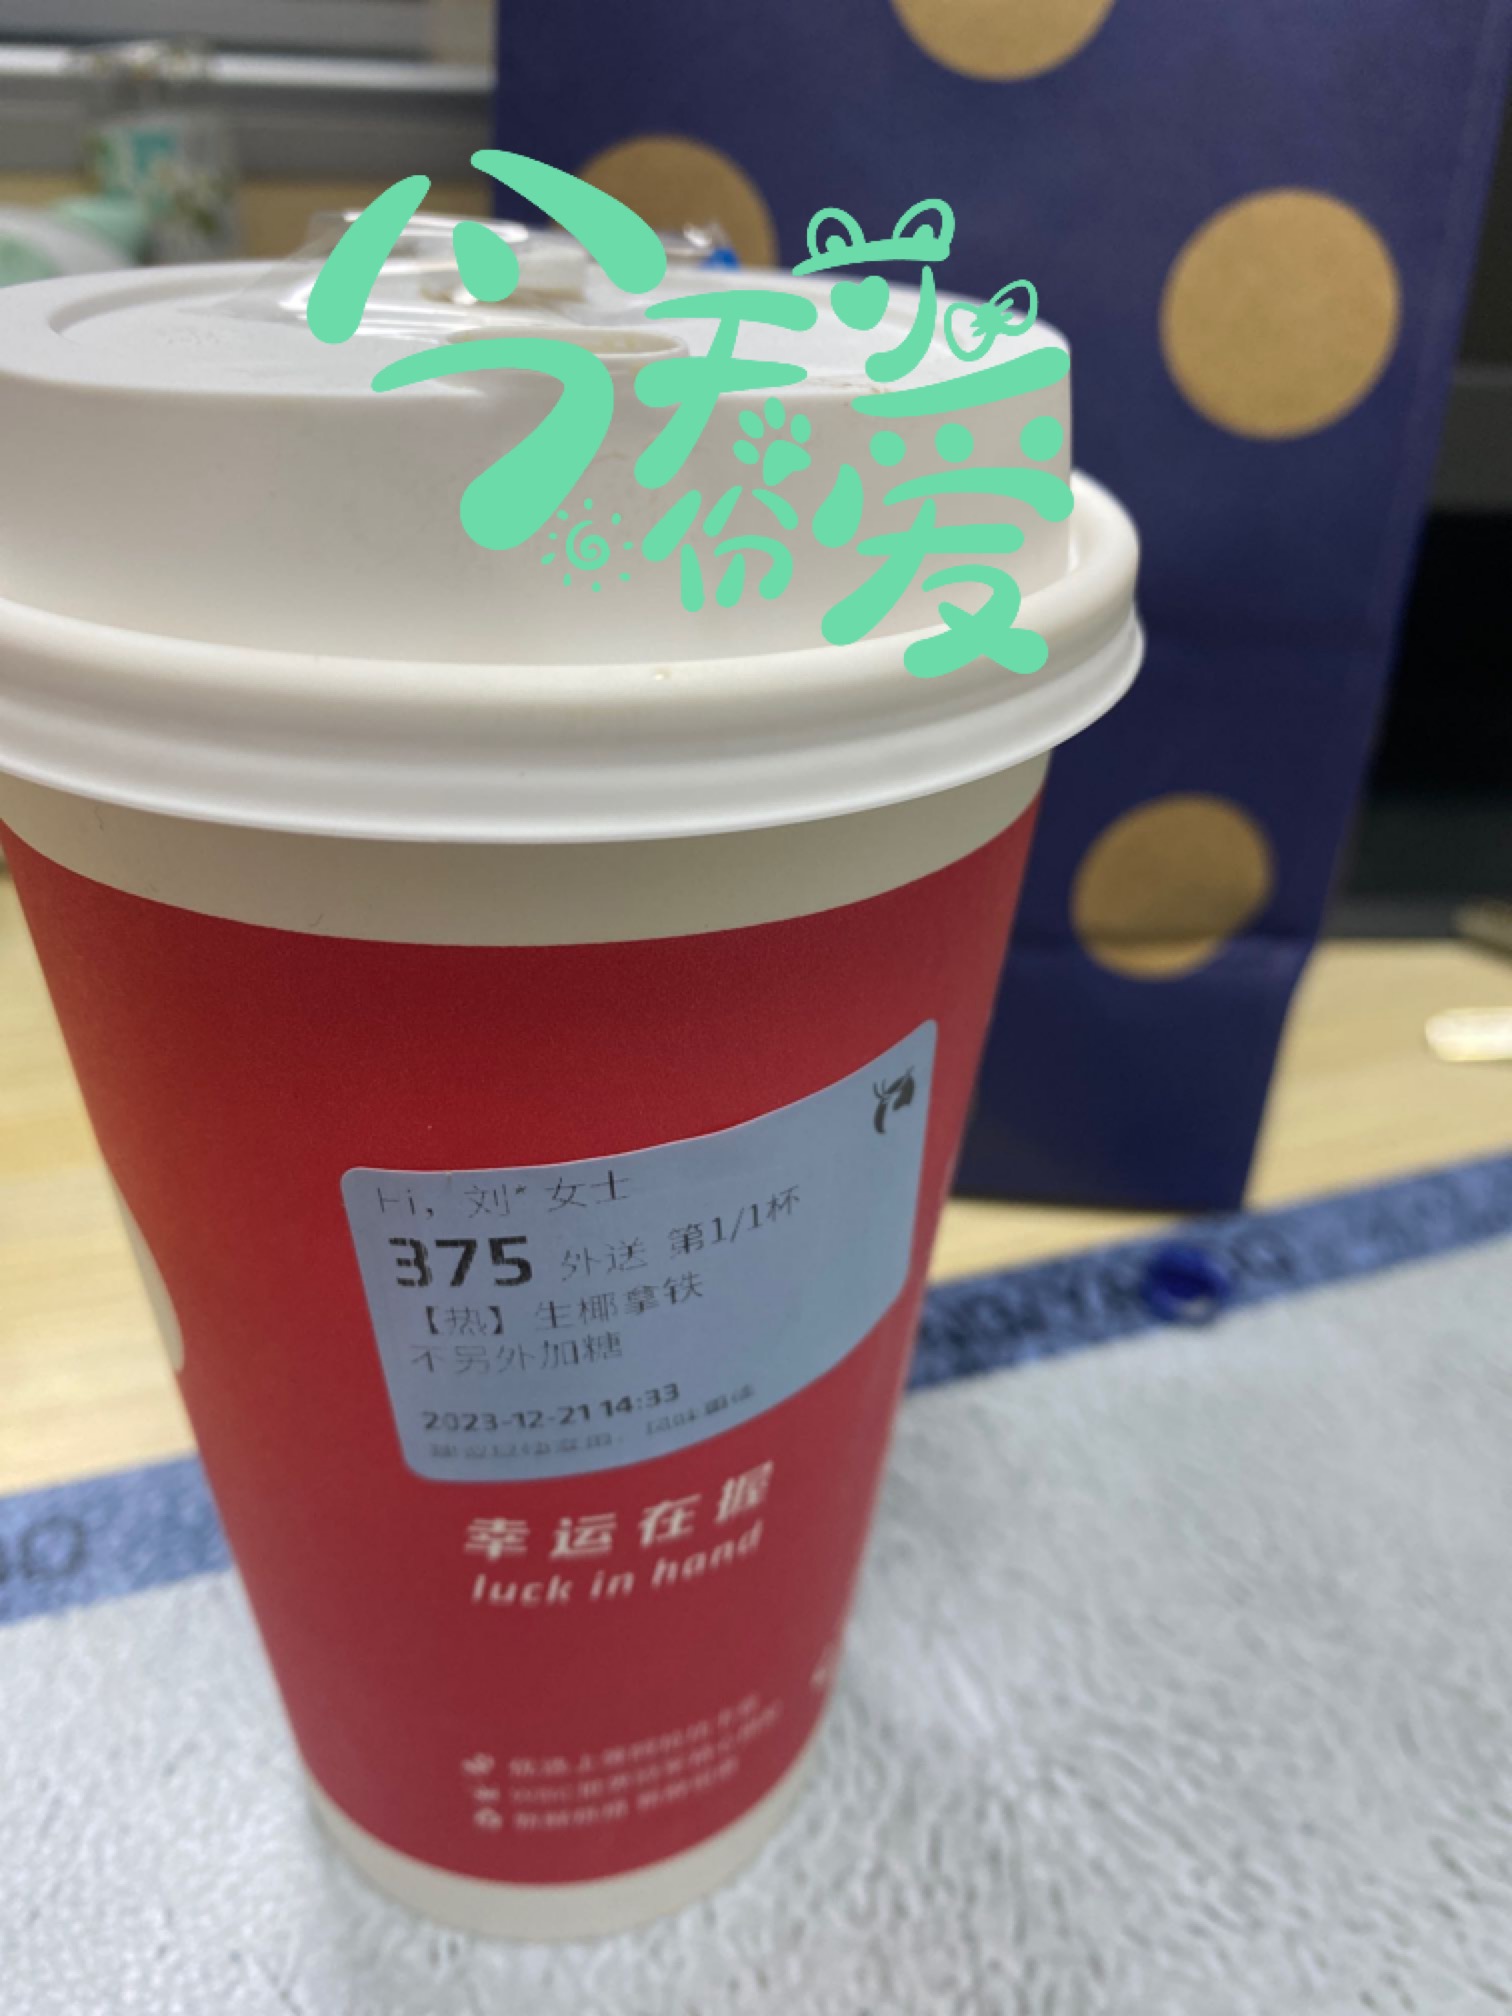 今天份可爱
Hi, 刘* 女士
375 外送 第1/1杯
【热】 生椰拿铁
不另外加糖
2023-12-21 14:33
幸运在握
luck in hand